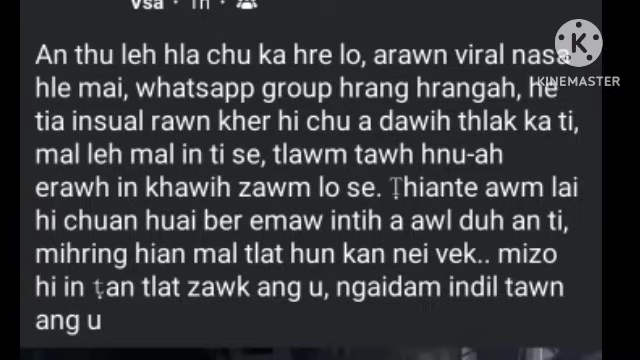 Vsa · 1h ·
An thu leh hla chu ka hre lo, arawn viral nasa
hle mai, whatsapp group hrang hrangah, he
KINEMASTER
tia insual rawn kher hi chu a dawih thlak ka ti,
mal leh mal in ti se, tlawm tawh hnu-ah
erawh in khawih zawm lo se. Ṭhiante awm lai
hi chuan huai ber emaw intih a awl duh an ti,
mihring hian mal tlat hun kan nei vek.. mizo
hi in ṭan tlat zawk ang u, ngaidam indil tawn
ang u